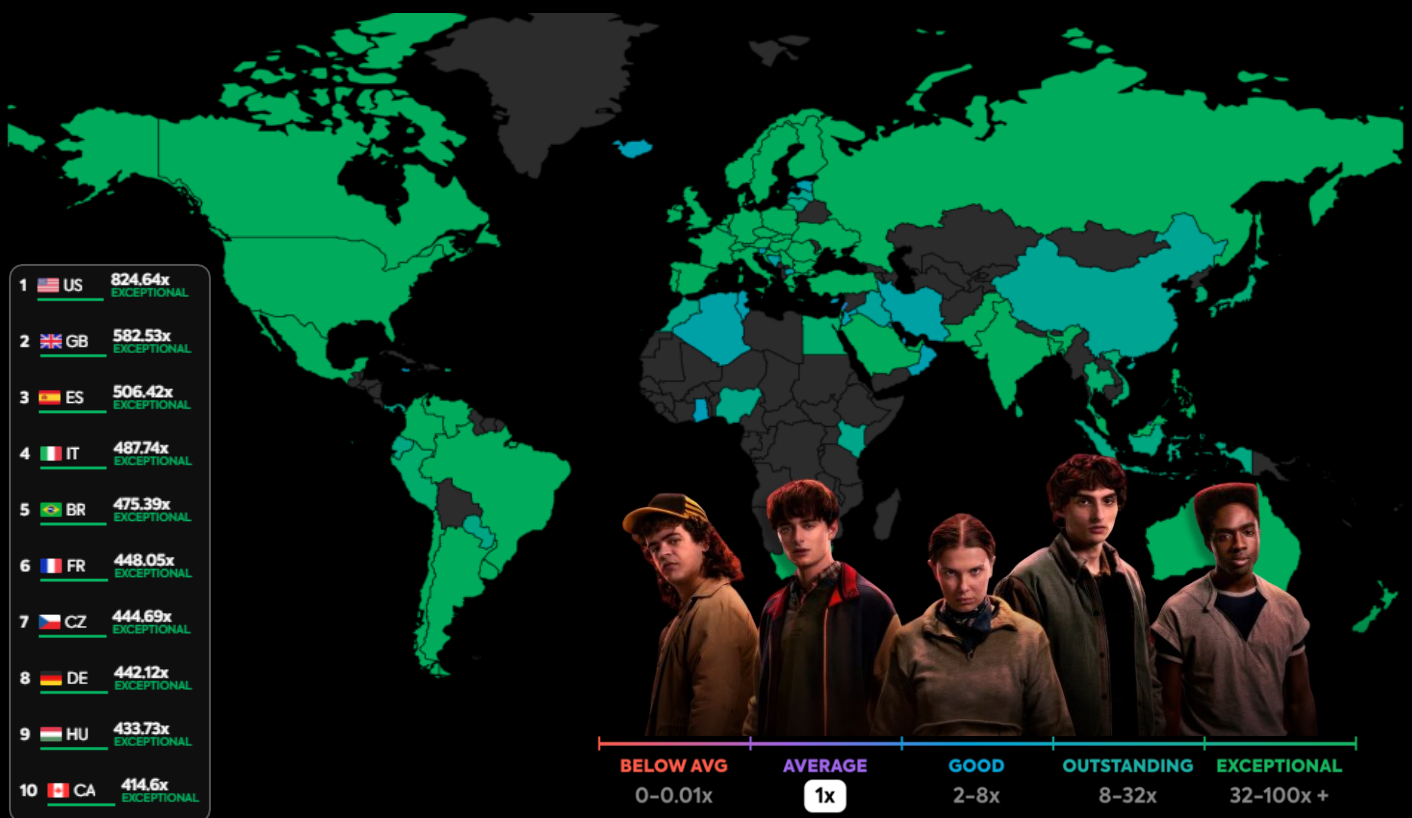 1 US 824.64x
EXCEPTIONAL
2 GB 582.53x
EXCEPTIONAL
3 ES 506.42x
EXCEPTIONAL
4 IT 487.74x
EXCEPTIONAL
5 BR 475.39x
EXCEPTIONAL
6 FR 448.05x
EXCEPTIONAL
7 CZ 444.69x
EXCEPTIONAL
8 DE 442.12x
EXCEPTIONAL
9 HU 433.73x
EXCEPTIONAL
10 CA 414.6x
EXCEPTIONAL
BELOW AVG AVERAGE GOOD OUTSTANDING EXCEPTIONAL
0–0.01x 1x 2–8x 8–32x 32–100x +